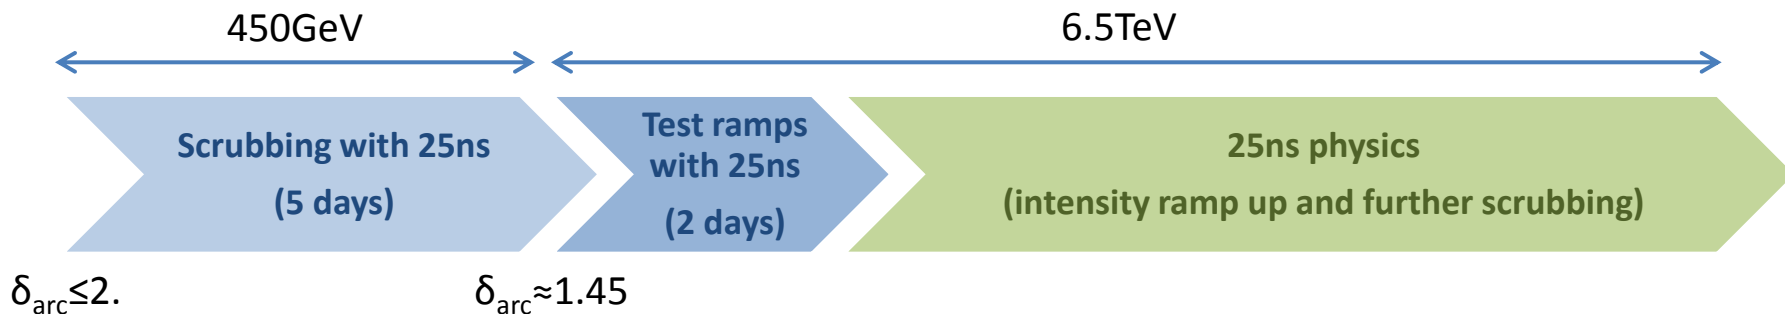 450GeV
6.5TeV
Scrubbing with 25ns
(5 days)
Test ramps
with 25ns
(2 days)
25ns physics
(intensity ramp up and further scrubbing)
δarc≤2.
δarc≈1.45